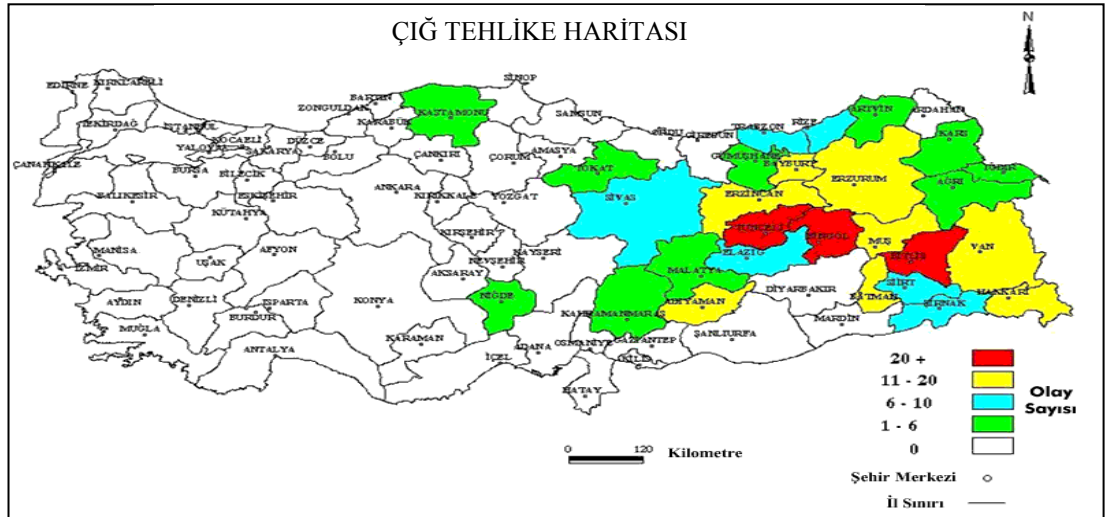 ÇIĞ TEHLİKE HARİTASI
N
SİNOP
EDİRNE
KIRKLARELİ
BARTIN
ZONGULDAK
KASTAMONU
KARABÜK
SAMSUN
ARTVİN
ARDAHAN
TEKİRDAĞ
İSTANBUL
KOCAELİ
YALOVA
SAKARYA
DÜZCE
BOLU
ÇANKIRI
ÇORUM
AMASYA
ORDU
GİRESUN
TRABZON
RİZE
KARS
ÇANAKKALE
BURSA
BİLECİK
TOKAT
GÜMÜŞHANE
BAYBURT
ERZURUM
AĞRI
IĞDIR
BALIKESİR
ESKİŞEHİR
KÜTAHYA
ANKARA
KIRIKKALE
YOZGAT
SİVAS
ERZİNCAN
MANİSA
İZMİR
UŞAK
AFYON
KIRŞEHİR
NEVŞEHİR
KAYSERİ
TUNCELİ
BİNGÖL
MUŞ
BİTLİS
VAN
AKSARAY
MALATYA
ELAZIĞ
AYDIN
DENİZLİ
ISPARTA
BURDUR
KONYA
NİĞDE
KAHRAMANMARAŞ
ADIYAMAN
DİYARBAKIR
BATMAN
SİİRT
ŞIRNAK
HAKKARİ
MUĞLA
ANTALYA
KARAMAN
İÇEL
ADANA
OSMANİYE
GAZİANTEP
KİLİS
ŞANLIURFA
MARDİN
HATAY
20 +
11 - 20
6 - 10
1 - 6
0
Olay
Sayısı
0 120 Kilometre
Şehir Merkezi
İl Sınırı